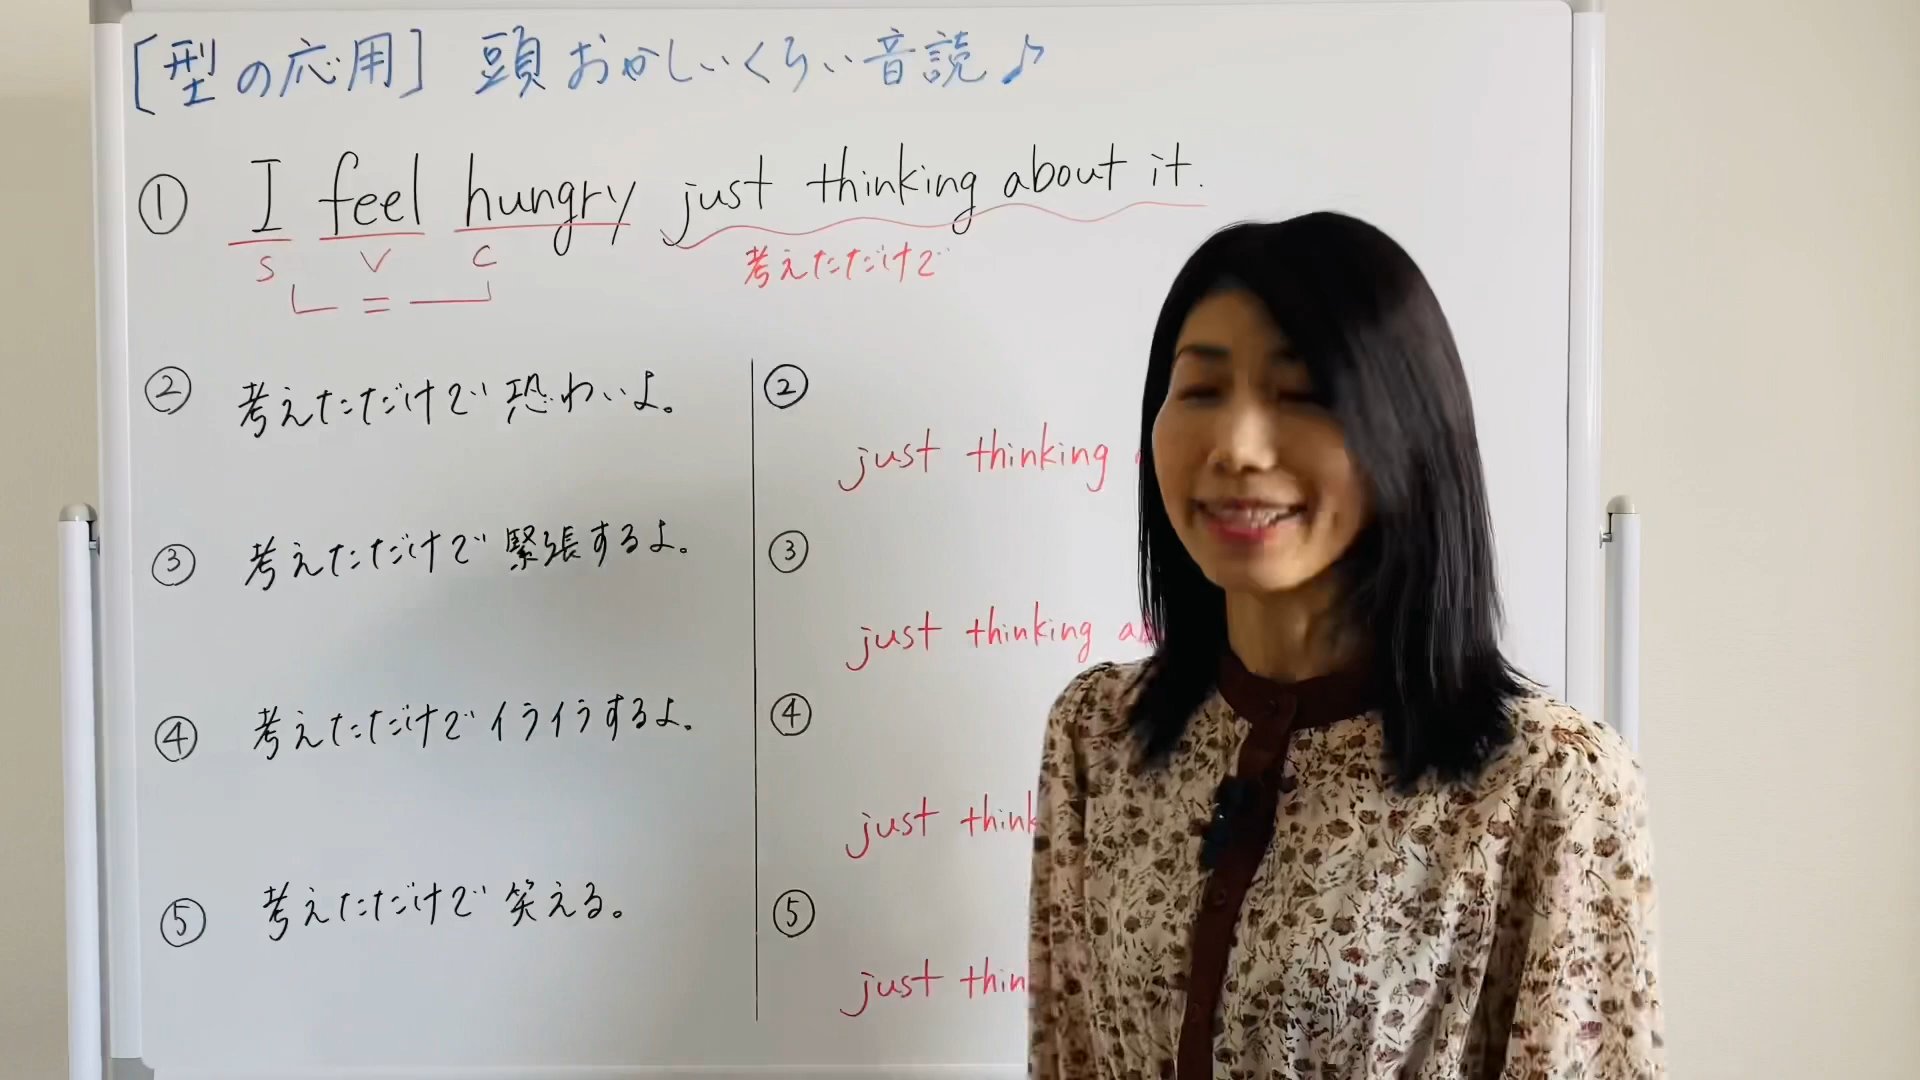 [型の応用] 頭おかしいくらい音読♪
① I feel hungry just thinking about it.
S V C 考えただけで
=
② 考えただけで恐わいよ。
③ 考えただけで緊張するよ。
④ 考えただけでイライラするよ。
⑤ 考えただけで笑える。
②
just thinking
③
just thinking
④
just
⑤
just